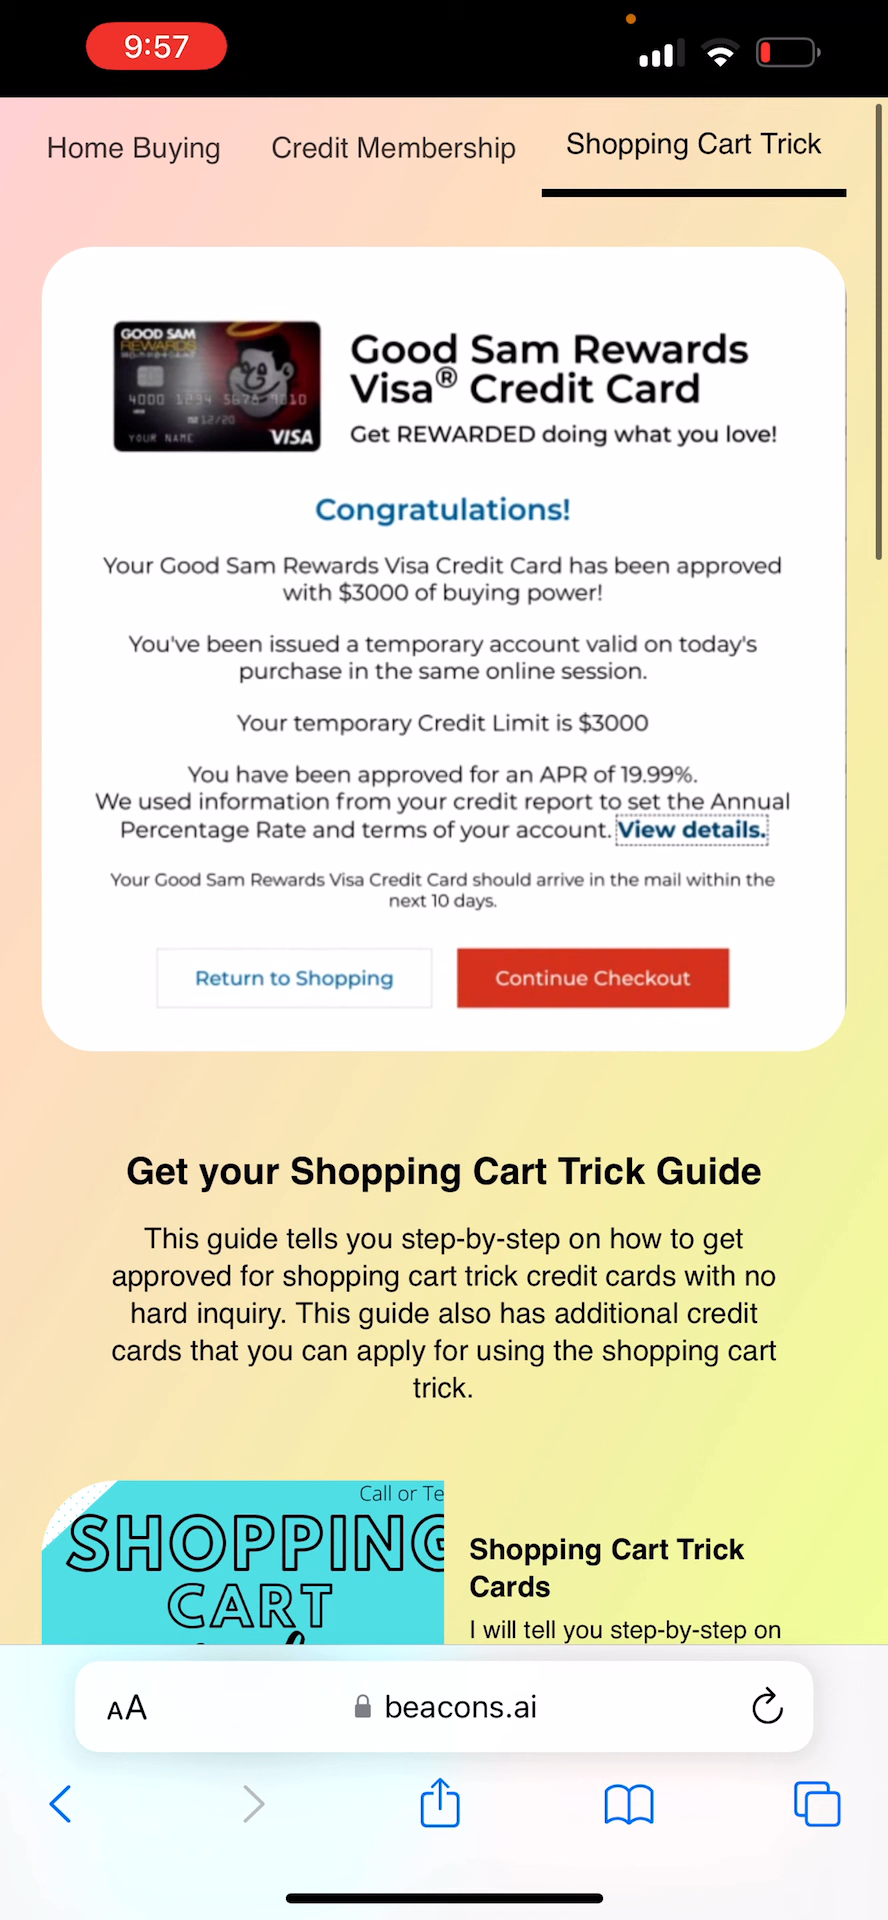 9:57
Home Buying
Credit Membership
Shopping Cart Trick
GOOD SAM
REWARDS
4000 1234 5678 9010
12/20
YOUR NAME
VISA
Good Sam Rewards
Visa® Credit Card
Get REWARDED doing what you love!
Congratulations!
Your Good Sam Rewards Visa Credit Card has been approved
with $3000 of buying power!
You've been issued a temporary account valid on today's
purchase in the same online session.
Your temporary Credit Limit is $3000
You have been approved for an APR of 19.99%.
We used information from your credit report to set the Annual
Percentage Rate and terms of your account. View details.
Your Good Sam Rewards Visa Credit Card should arrive in the mail within the
next 10 days.
Return to Shopping
Continue Checkout
Get your Shopping Cart Trick Guide
This guide tells you step-by-step on how to get
approved for shopping cart trick credit cards with no
hard inquiry. This guide also has additional credit
cards that you can apply for using the shopping cart
trick.
Call or Te
SHOPPING
CART
Shopping Cart Trick
Cards
I will tell you step-by-step on
AA
beacons.ai